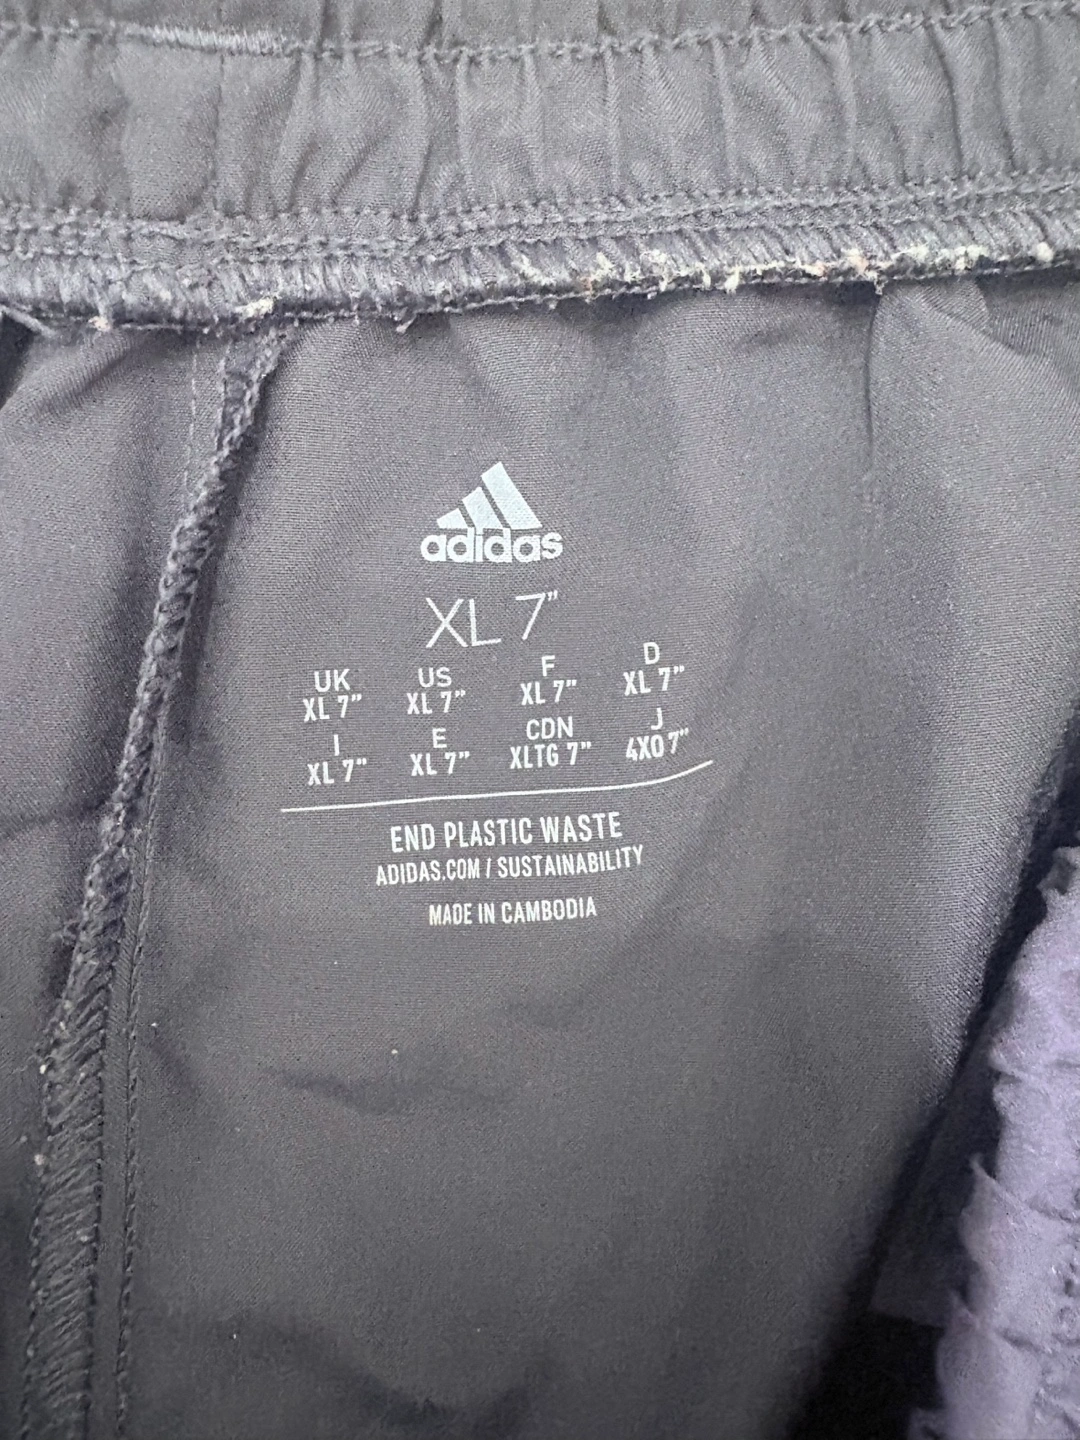 adidas
XL 7"
UK US F D
XL 7" XL 7" XL 7" XL 7"
I E CDN J
XL 7" XL 7" XLTG 7" 4XO 7"
END PLASTIC WASTE
ADIDAS.COM / SUSTAINABILITY
MADE IN CAMBODIA